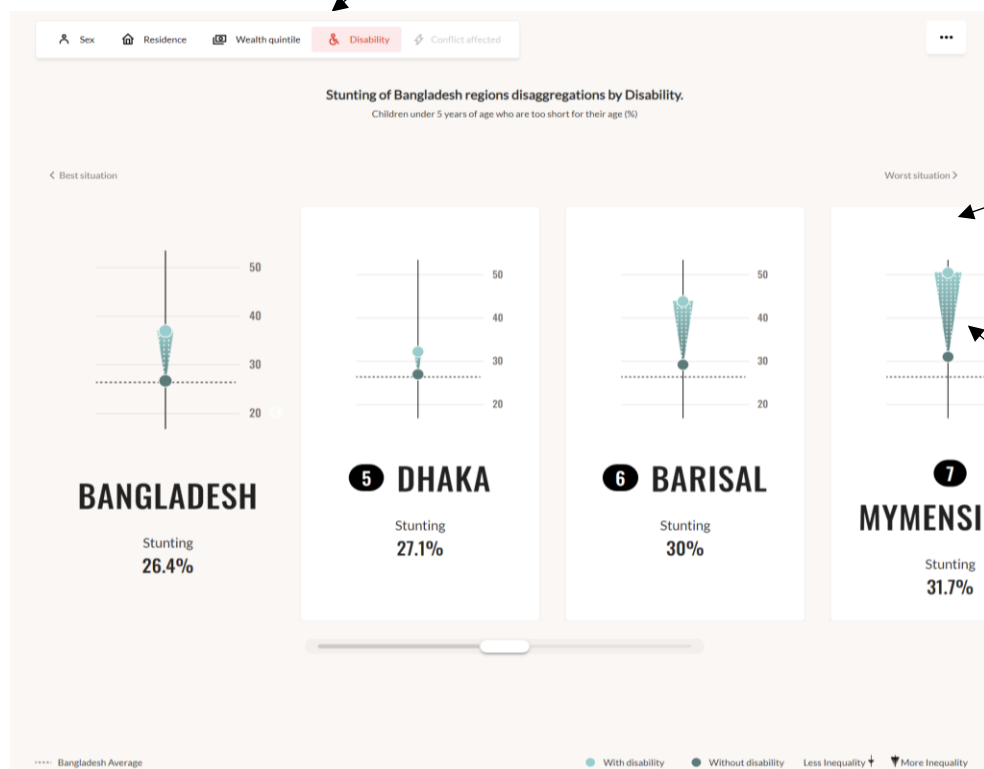 Sex Residence Wealth quintile Disability Conflict affected
Stunting of Bangladesh regions disaggregations by Disability.
Children under 5 years of age who are too short for their age (%)
Best situation
Worst situation
50
40
30
20
BANGLADESH
Stunting
26.4%
50
40
30
20
5 DHAKA
Stunting
27.1%
50
40
30
20
6 BARISAL
Stunting
30%
7
MYMENSI
Stunting
31.7%
Bangladesh Average
With disability Without disability Less Inequality More Inequality